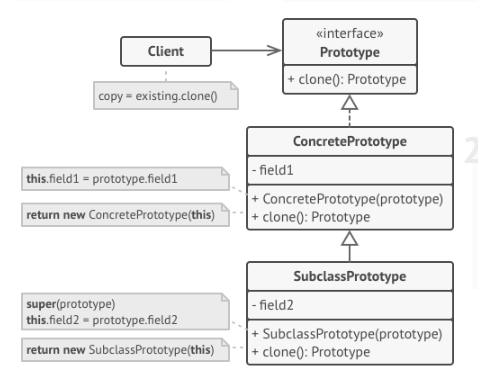 «interface»
Prototype
+ clone(): Prototype
Client
copy = existing.clone()
ConcretePrototype
- field1
+ ConcretePrototype(prototype)
+ clone(): Prototype
this.field1 = prototype.field1
return new ConcretePrototype(this)
2
SubclassPrototype
- field2
+ SubclassPrototype(prototype)
+ clone(): Prototype
super(prototype)
this.field2 = prototype.field2
return new SubclassPrototype(this)